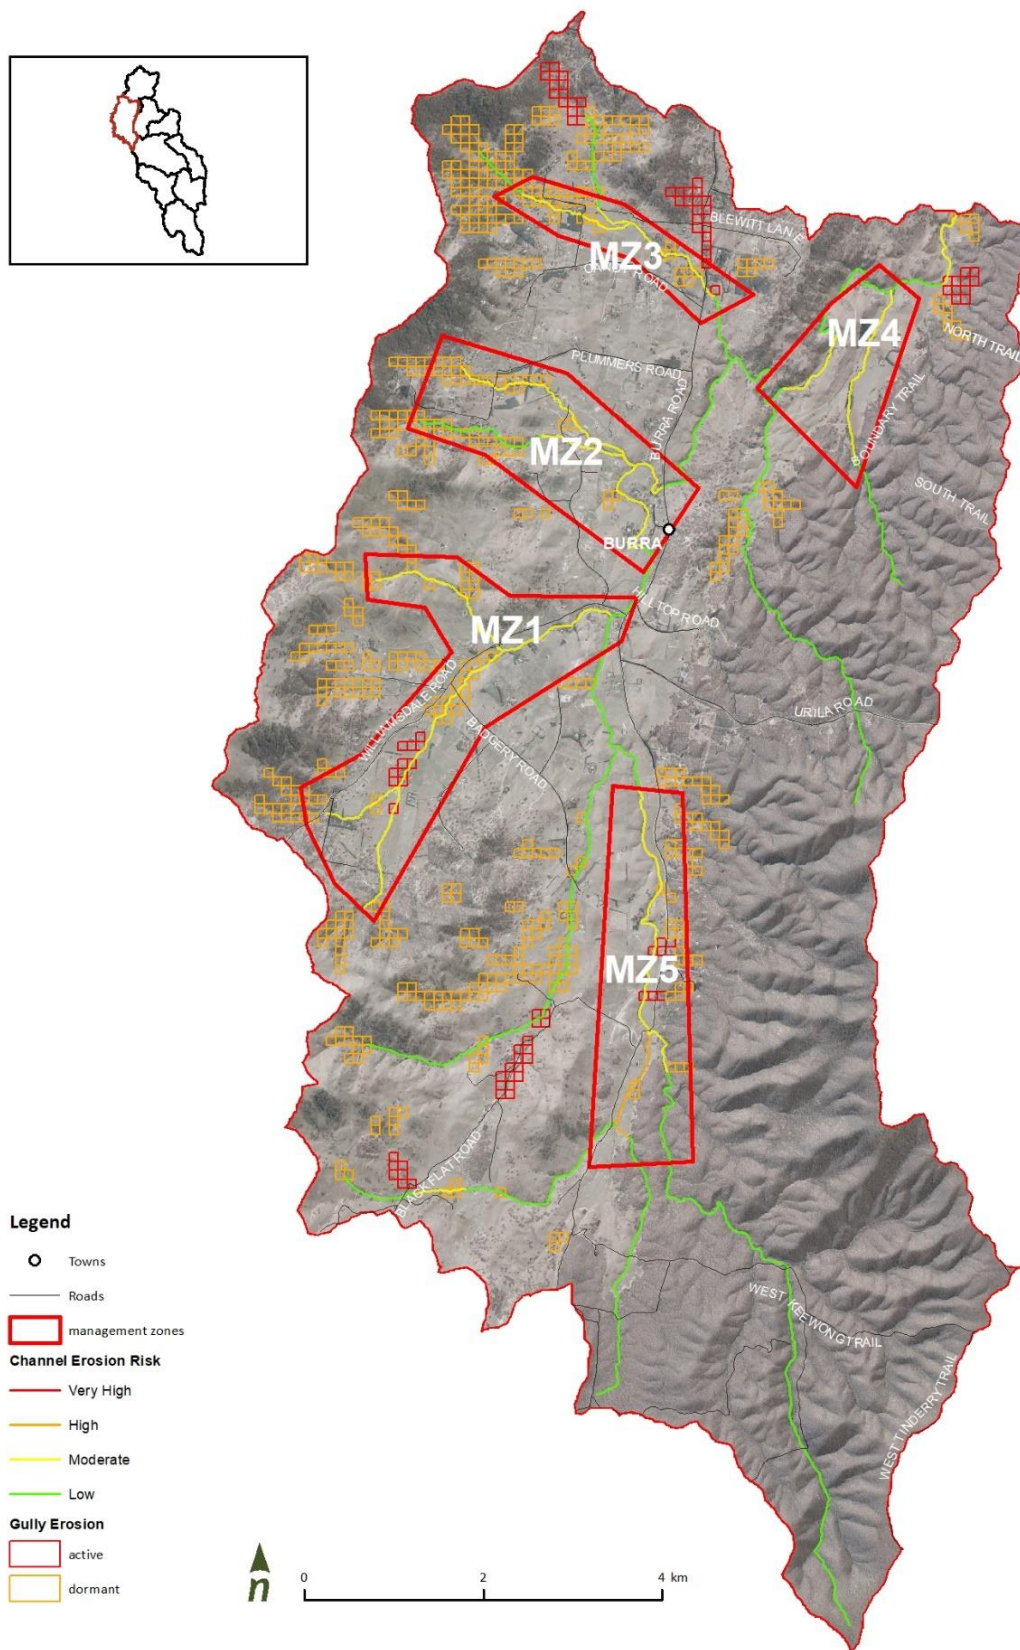 BLEWITT LANE
MZ3
MZ4
NORTH TRAIL
PLUMMERS ROAD
BURRA ROAD
BOUNDARY TRAIL
MZ2
SOUTH TRAIL
BURRA
HILLTOP ROAD
MZ1
WILLIAMSDALE ROAD
URILA ROAD
BADGERY ROAD
MZ5
BLACK FLAT ROAD
WEST KEEWONG TRAIL
WEST TINDERRY TRAIL
Legend
Towns
Roads
management zones
Channel Erosion Risk
Very High
High
Moderate
Low
Gully Erosion
active
dormant
n
0 2 4 km